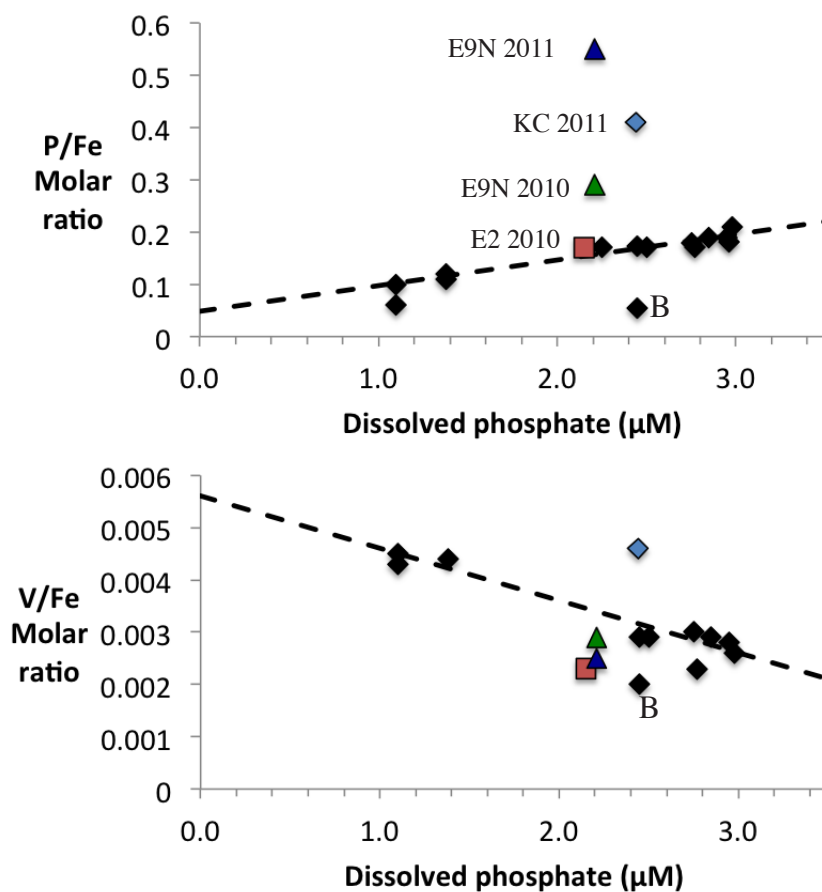 0.6
E9N 2011
0.5
KC 2011
0.4
P/Fe
Molar
ratio
0.3
E9N 2010
0.2
E2 2010
0.1
B
0
0.0 1.0 2.0 3.0
Dissolved phosphate (µM)
0.006
0.005
0.004
V/Fe
Molar
ratio
0.003
0.002
B
0.001
0
0.0 1.0 2.0 3.0
Dissolved phosphate (µM)